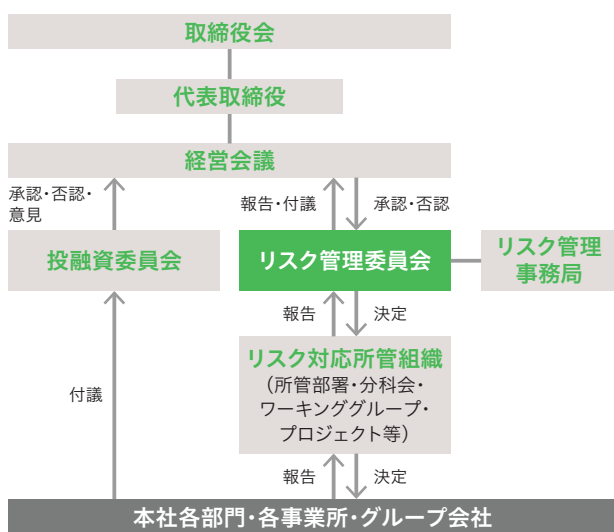 取締役会
代表取締役
経営会議
承認・否認・
意見
報告・付議
承認・否認
投融資委員会
リスク管理委員会
リスク管理
事務局
報告
決定
リスク対応所管組織
（所管部署・分科会・
ワーキンググループ・
プロジェクト等）
付議
報告
決定
本社各部門・各事業所・グループ会社